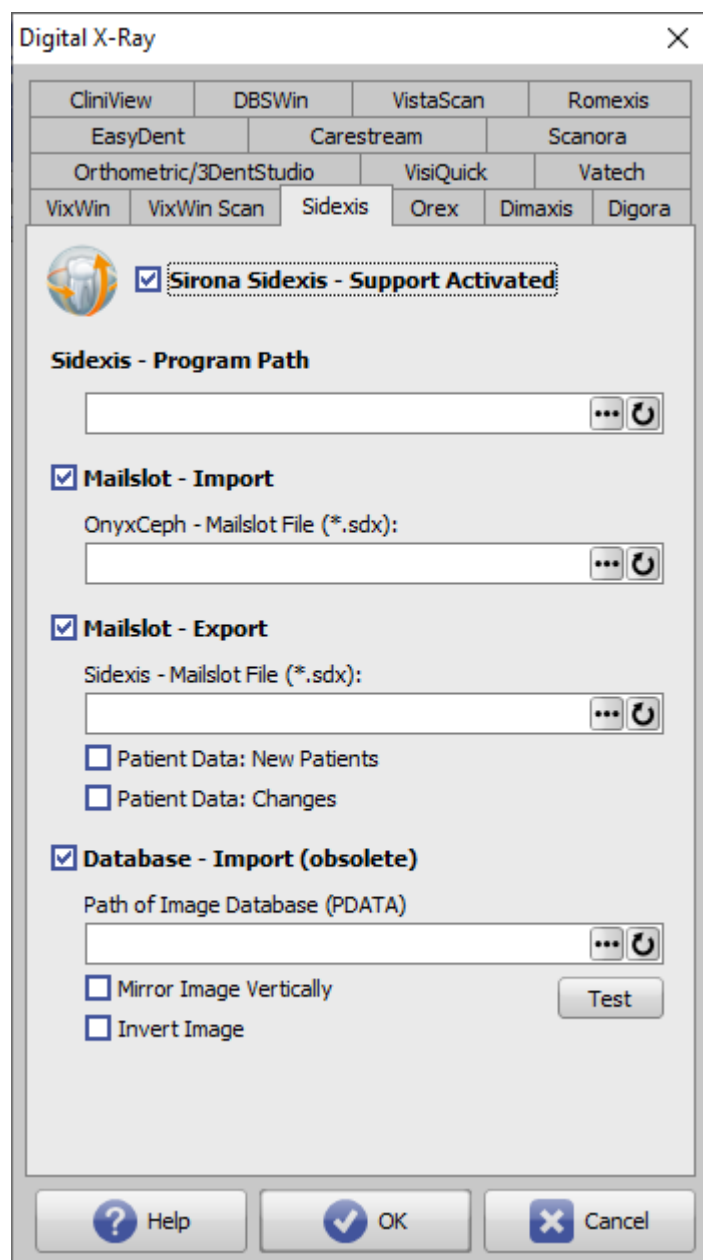 Digital X-Ray
CliniView DBSWin VistaScan Romexis
EasyDent Carestream Scanora
Orthometric/3DentStudio VisiQuick Vatech
VixWin VixWin Scan Sidexis Orex Dimaxis Digora
Sirona Sidexis - Support Activated
Sidexis - Program Path
Mailslot - Import
OnyxCeph - Mailslot File (*.sdx):
Mailslot - Export
Sidexis - Mailslot File (*.sdx):
Patient Data: New Patients
Patient Data: Changes
Database - Import (obsolete)
Path of Image Database (PDATA)
Mirror Image Vertically Test
Invert Image
Help OK Cancel